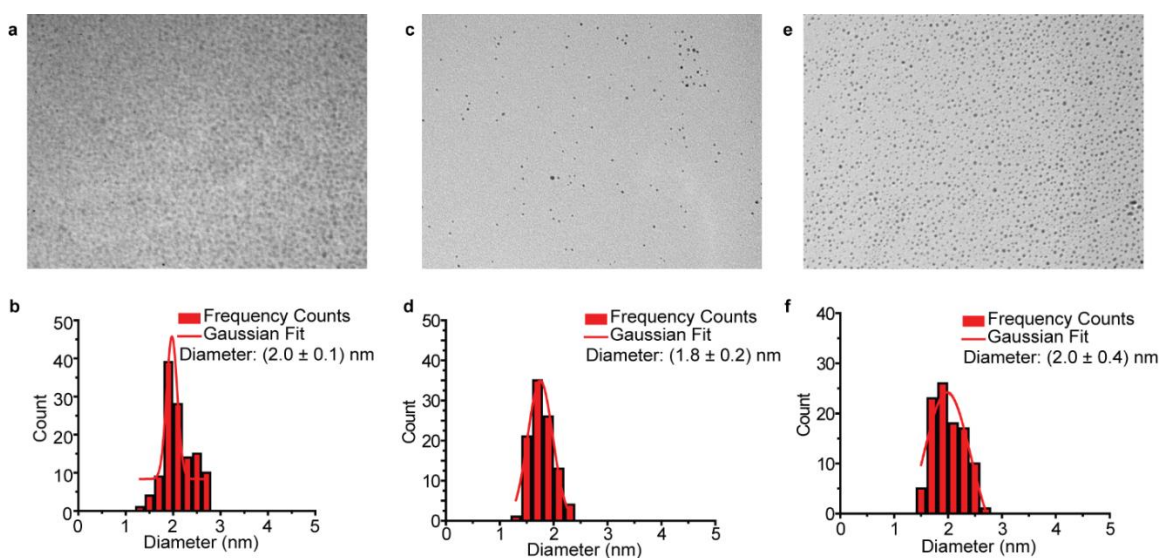 a
c
e
b
50
40
30
20
10
0
Count
Frequency Counts
Gaussian Fit
Diameter: (2.0 ± 0.1) nm
0 1 2 3 4 5
Diameter (nm)
d
50
40
30
20
10
0
Count
Frequency Counts
Gaussian Fit
Diameter: (1.8 ± 0.2) nm
0 1 2 3 4 5
Diameter (nm)
f
40
30
20
10
0
Count
Frequency Counts
Gaussian Fit
Diameter: (2.0 ± 0.4) nm
0 1 2 3 4 5
Diameter (nm)